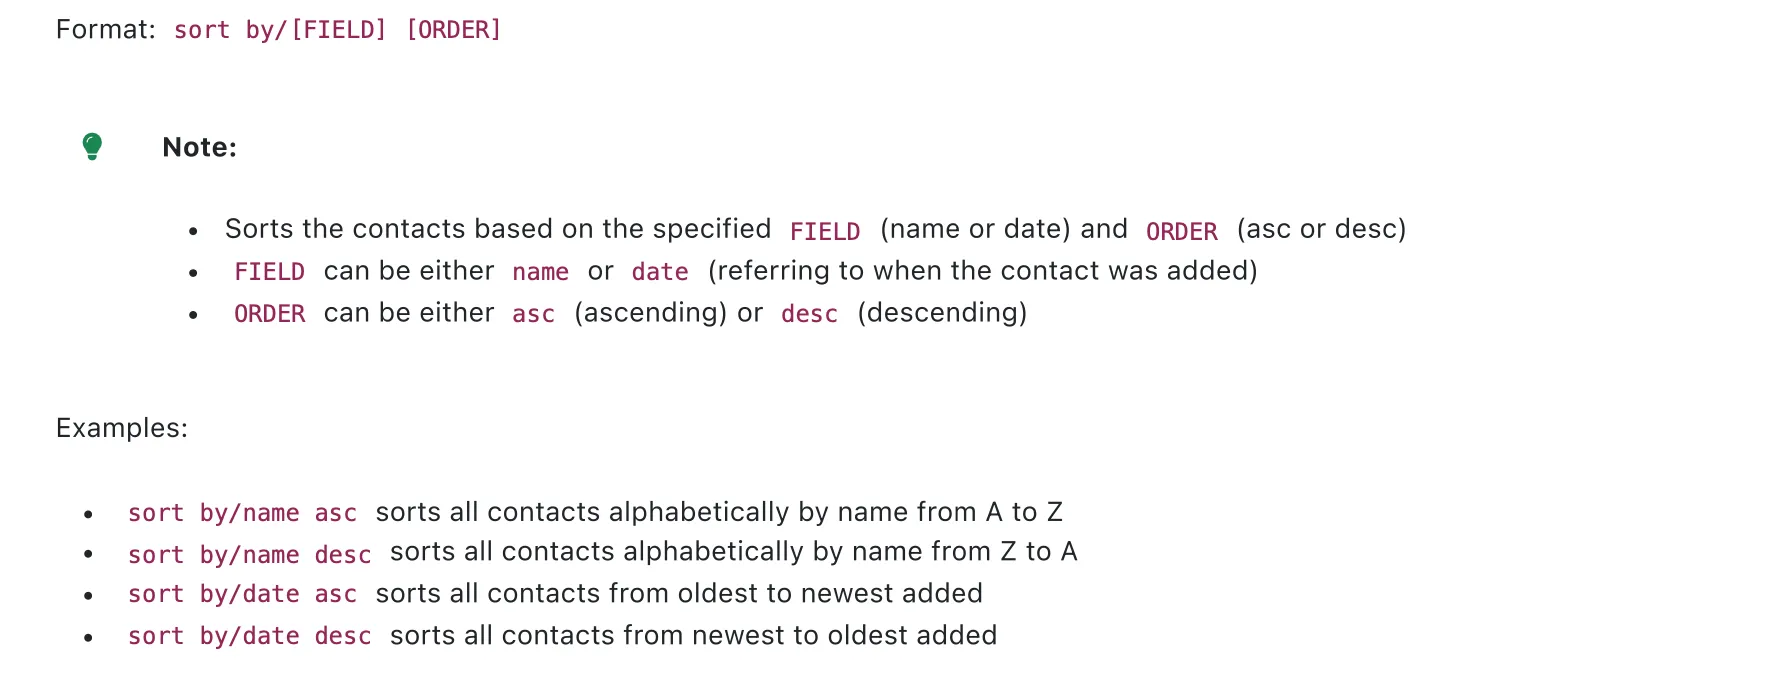 Format: sort by/[FIELD] [ORDER]
Note:
• Sorts the contacts based on the specified FIELD (name or date) and ORDER (asc or desc)
• FIELD can be either name or date (referring to when the contact was added)
• ORDER can be either asc (ascending) or desc (descending)
Examples:
• sort by/name asc sorts all contacts alphabetically by name from A to Z
• sort by/name desc sorts all contacts alphabetically by name from Z to A
• sort by/date asc sorts all contacts from oldest to newest added
• sort by/date desc sorts all contacts from newest to oldest added